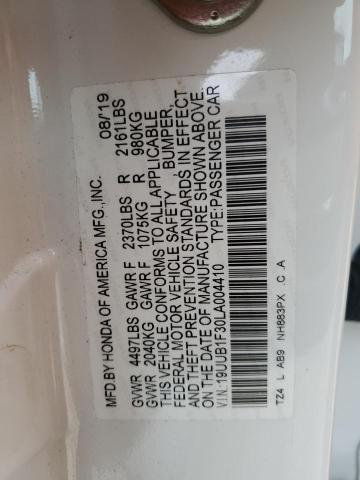 MFD.BY HONDA OF AMERICA MFG.,INC. 08/'19
GVWR 4497LBS GAWR F 2370LBS R 2161LBS
GVWR 2040KG GAWR F 1075KG R 980KG
THIS VEHICLE CONFORMS TO ALL APPLICABLE
FEDERAL MOTOR VEHICLE SAFETY , BUMPER,
AND THEFT PREVENTION STANDARDS IN EFFECT
ON THE DATE OF MANUFACTURE SHOWN ABOVE.
V.I.N.:19UUB1F30LA004410 TYPE:PASSENGER CAR
TZ4 L AB9 NH883PX .C .A